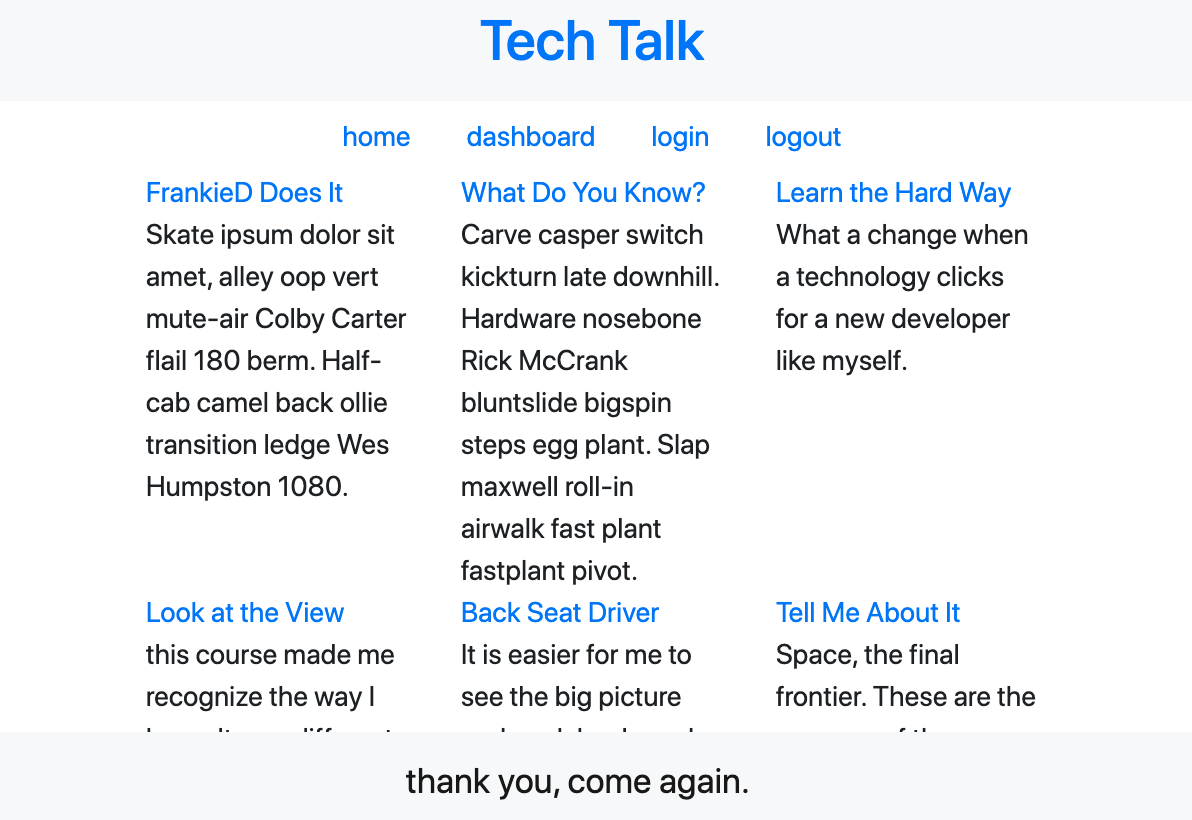 Tech Talk
home dashboard login logout
FrankieD Does It
Skate ipsum dolor sit
amet, alley oop vert
mute-air Colby Carter
flail 180 berm. Half-
cab camel back ollie
transition ledge Wes
Humpston 1080.
What Do You Know?
Carve casper switch
kickturn late downhill.
Hardware nosebone
Rick McCrank
bluntslide bigspin
steps egg plant. Slap
maxwell roll-in
airwalk fast plant
fastplant pivot.
Learn the Hard Way
What a change when
a technology clicks
for a new developer
like myself.
Look at the View
this course made me
recognize the way I
Back Seat Driver
It is easier for me to
see the big picture
Tell Me About It
Space, the final
frontier. These are the
thank you, come again.